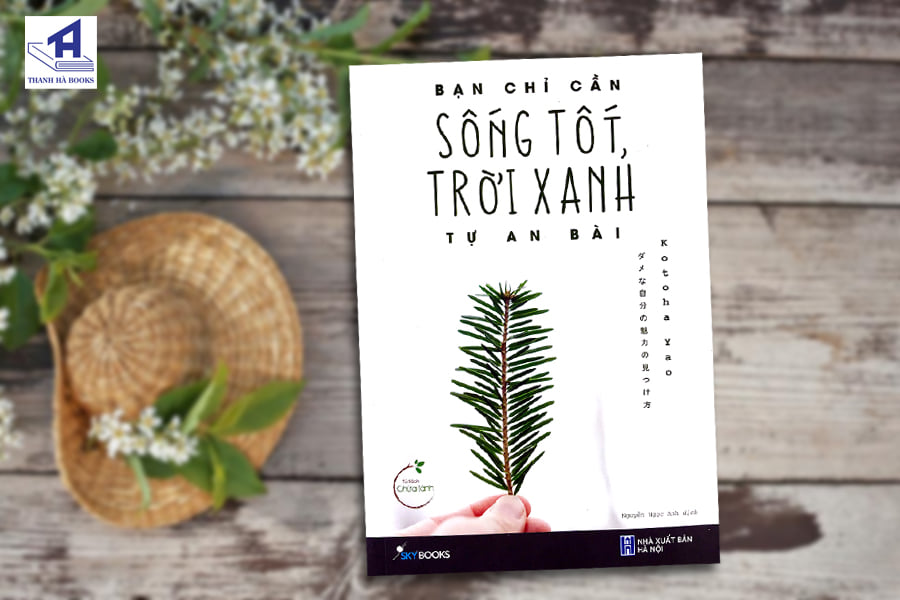 THANH HÀ BOOKS
BẠN CHỈ CẦN
SỐNG TỐT,
TRỜI XANH
TỰ AN BÀI
Kotoha Yao
ダメな自分の魅力の見つけ方
Tủ sách
Chữa lành
Nguyễn Ngọc Anh dịch
SKYBOOKS
NHÀ XUẤT BẢN
HÀ NỘI